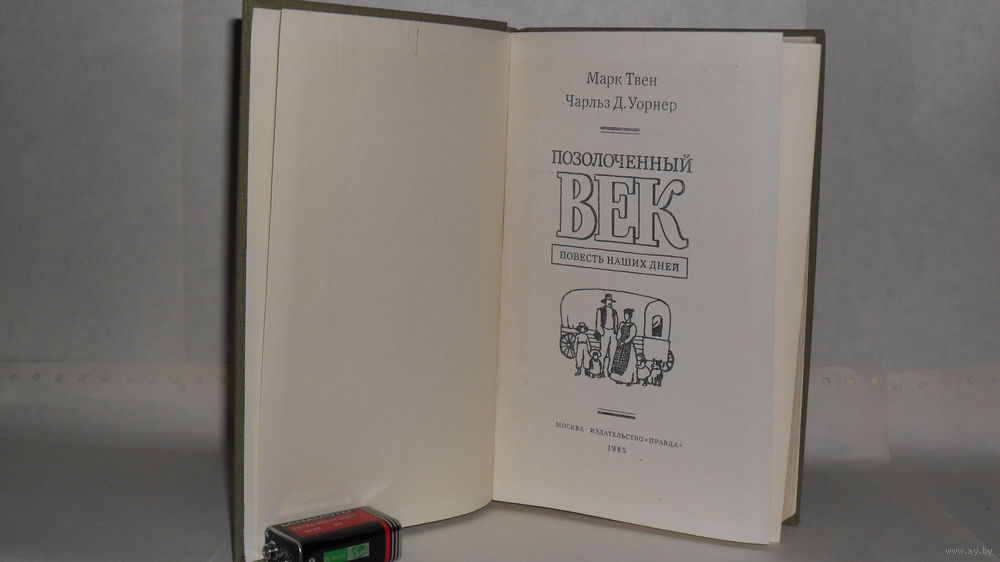 Марк Твен
Чарльз Д. Уорнер
ПОЗОЛОЧЕННЫЙ
ВЕК
ПОВЕСТЬ НАШИХ ДНЕЙ
МОСКВА · ИЗДАТЕЛЬСТВО «ПРАВДА»
1985
www.ay.by